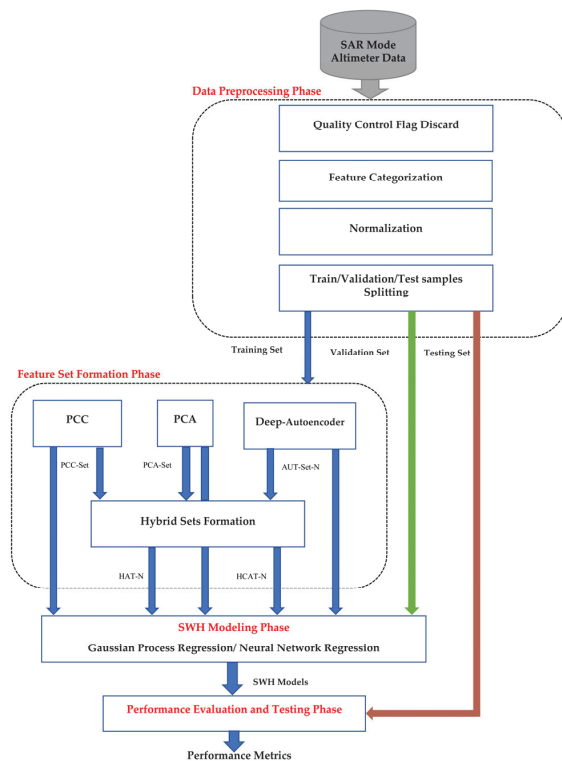 SAR Mode
Altimeter Data
Data Preprocessing Phase
Quality Control Flag Discard
Feature Categorization
Normalization
Train/Validation/Test samples
Splitting
Training Set
Validation Set
Testing Set
Feature Set Formation Phase
PCC
PCA
Deep-Autoencoder
PCC-Set
PCA-Set
AUT-Set-N
Hybrid Sets Formation
HAT-N
HCAT-N
SWH Modeling Phase
Gaussian Process Regression/ Neural Network Regression
SWH Models
Performance Evaluation and Testing Phase
Performance Metrics